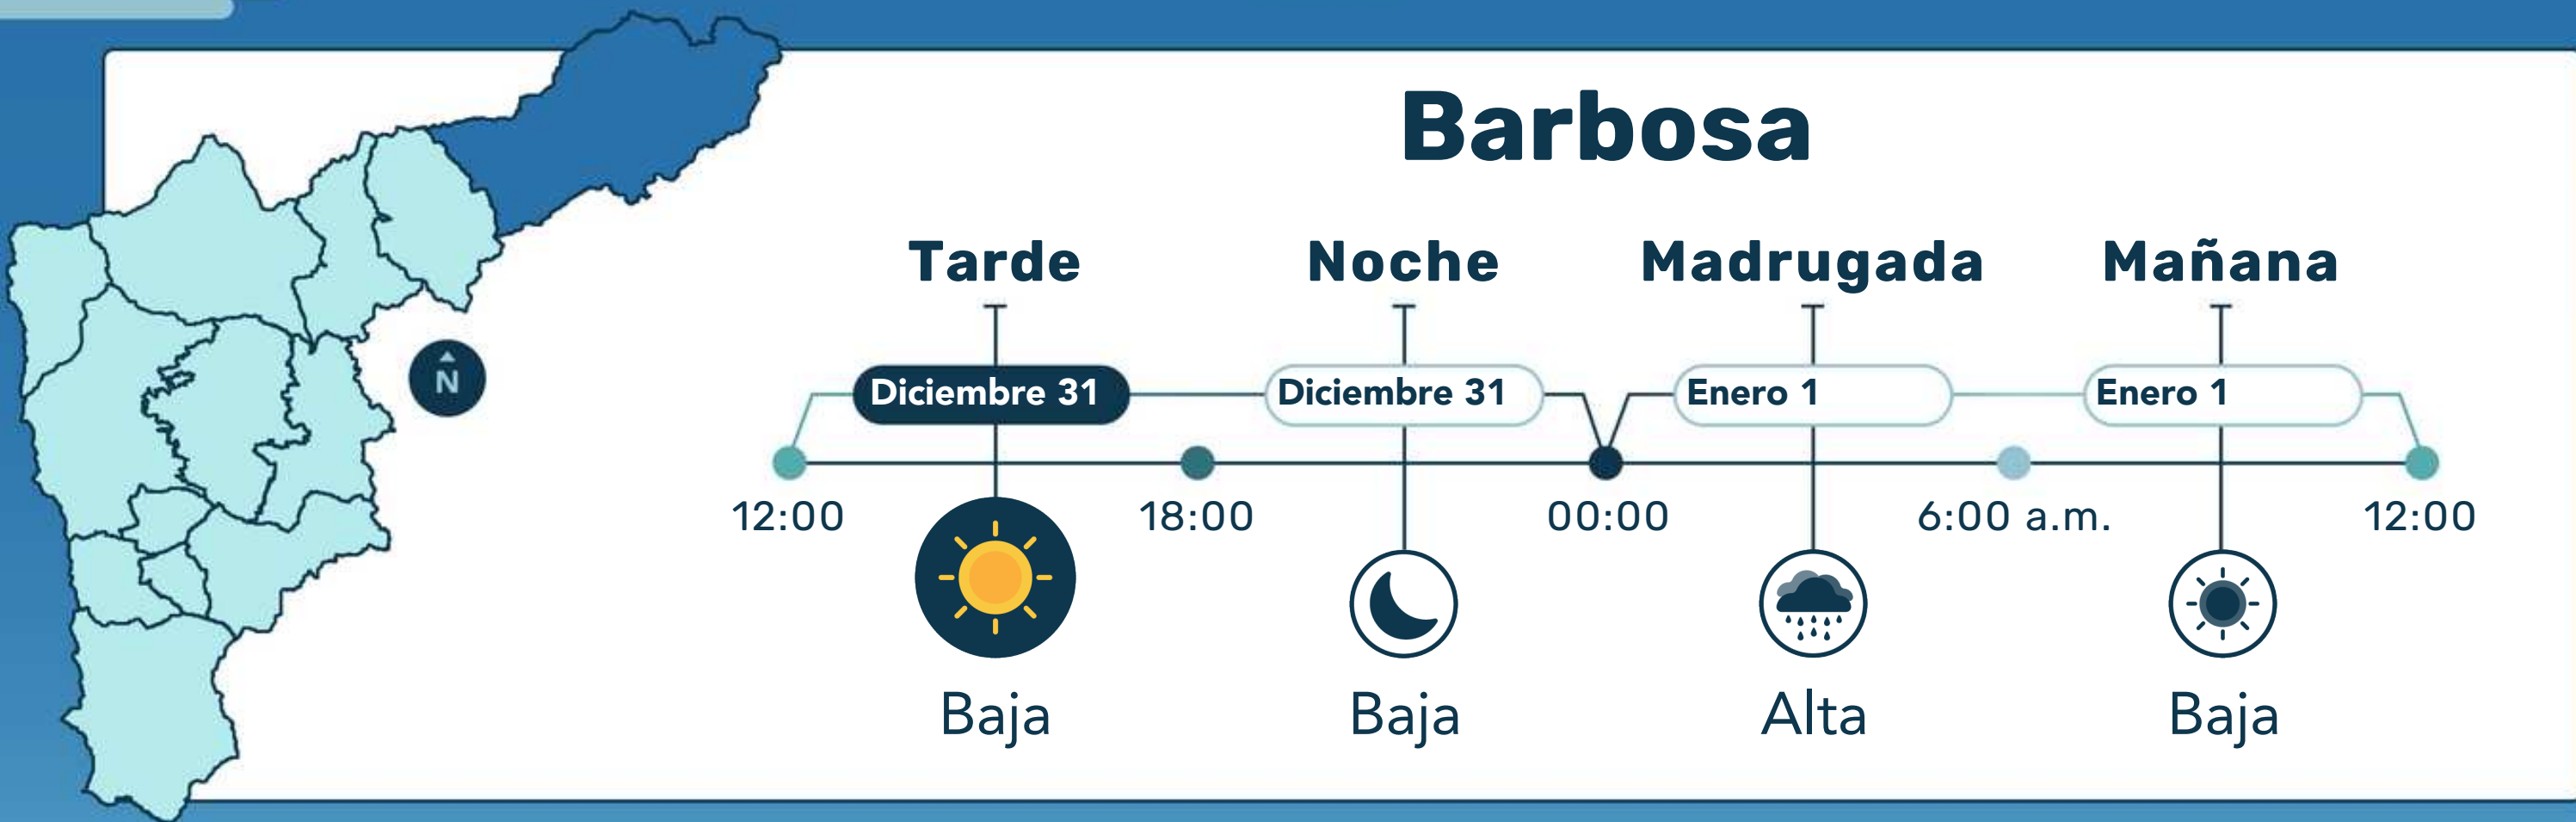 Barbosa
Tarde Noche Madrugada Mañana
Diciembre 31 Diciembre 31 Enero 1 Enero 1
N
12:00 18:00 00:00 6:00 a.m. 12:00
Baja Baja Alta Baja